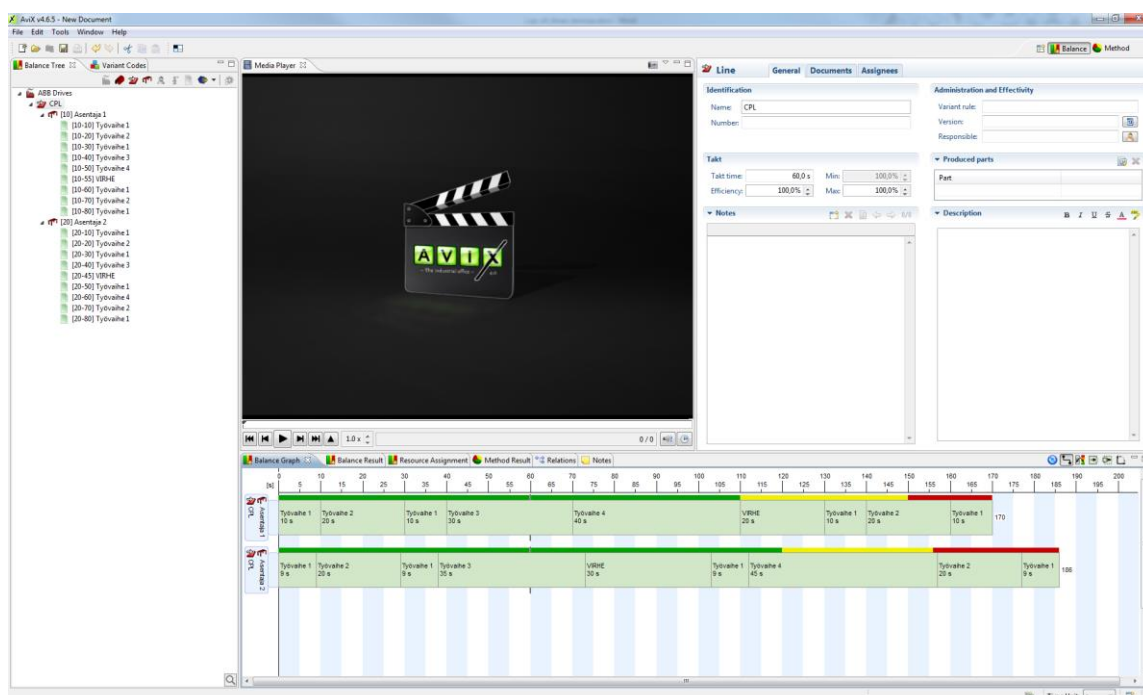 AviX v4.6.5 - New Document
File Edit Tools Window Help
Balance Method
Balance Tree Variant Codes
ABB Drives
CPL
[10] Asentaja 1
[10-10] Työvaihe 1
[10-20] Työvaihe 2
[10-30] Työvaihe 1
[10-40] Työvaihe 3
[10-50] Työvaihe 4
[10-55] VIRHE
[10-60] Työvaihe 1
[10-70] Työvaihe 2
[10-80] Työvaihe 1
[20] Asentaja 2
[20-10] Työvaihe 1
[20-20] Työvaihe 2
[20-30] Työvaihe 1
[20-40] Työvaihe 3
[20-45] VIRHE
[20-50] Työvaihe 1
[20-60] Työvaihe 4
[20-70] Työvaihe 2
[20-80] Työvaihe 1
Media Player
AVIX
- The industrial office -
1.0 x
0 / 0
Line General Documents Assignees
Identification
Name: CPL
Number:
Administration and Effectivity
Variant rule:
Version:
Responsible:
Takt
Takt time: 60,0 s Min: 100,0%
Efficiency: 100,0% Max: 100,0%
Produced parts
Part
Notes 0/0
Description B I U S A
Balance Graph Balance Result Resource Assignment Method Result Relations Notes
0 10 20 30 40 50 60 70 80 90 100 110 120 130 140 150 160 170 180 190 200
[s] 5 15 25 35 45 55 65 75 85 95 105 115 125 135 145 155 165 175 185 195
CPL
Asentaja 1
Työvaihe 1 Työvaihe 2 Työvaihe 1 Työvaihe 3 Työvaihe 4 VIRHE Työvaihe 1 Työvaihe 2 Työvaihe 1
10 s 20 s 10 s 30 s 40 s 20 s 10 s 20 s 10 s 170
CPL
Asentaja 2
Työvaihe 1 Työvaihe 2 Työvaihe 1 Työvaihe 3 VIRHE Työvaihe 1 Työvaihe 4 Työvaihe 2 Työvaihe 1
9 s 20 s 9 s 35 s 30 s 9 s 45 s 20 s 9 s 186